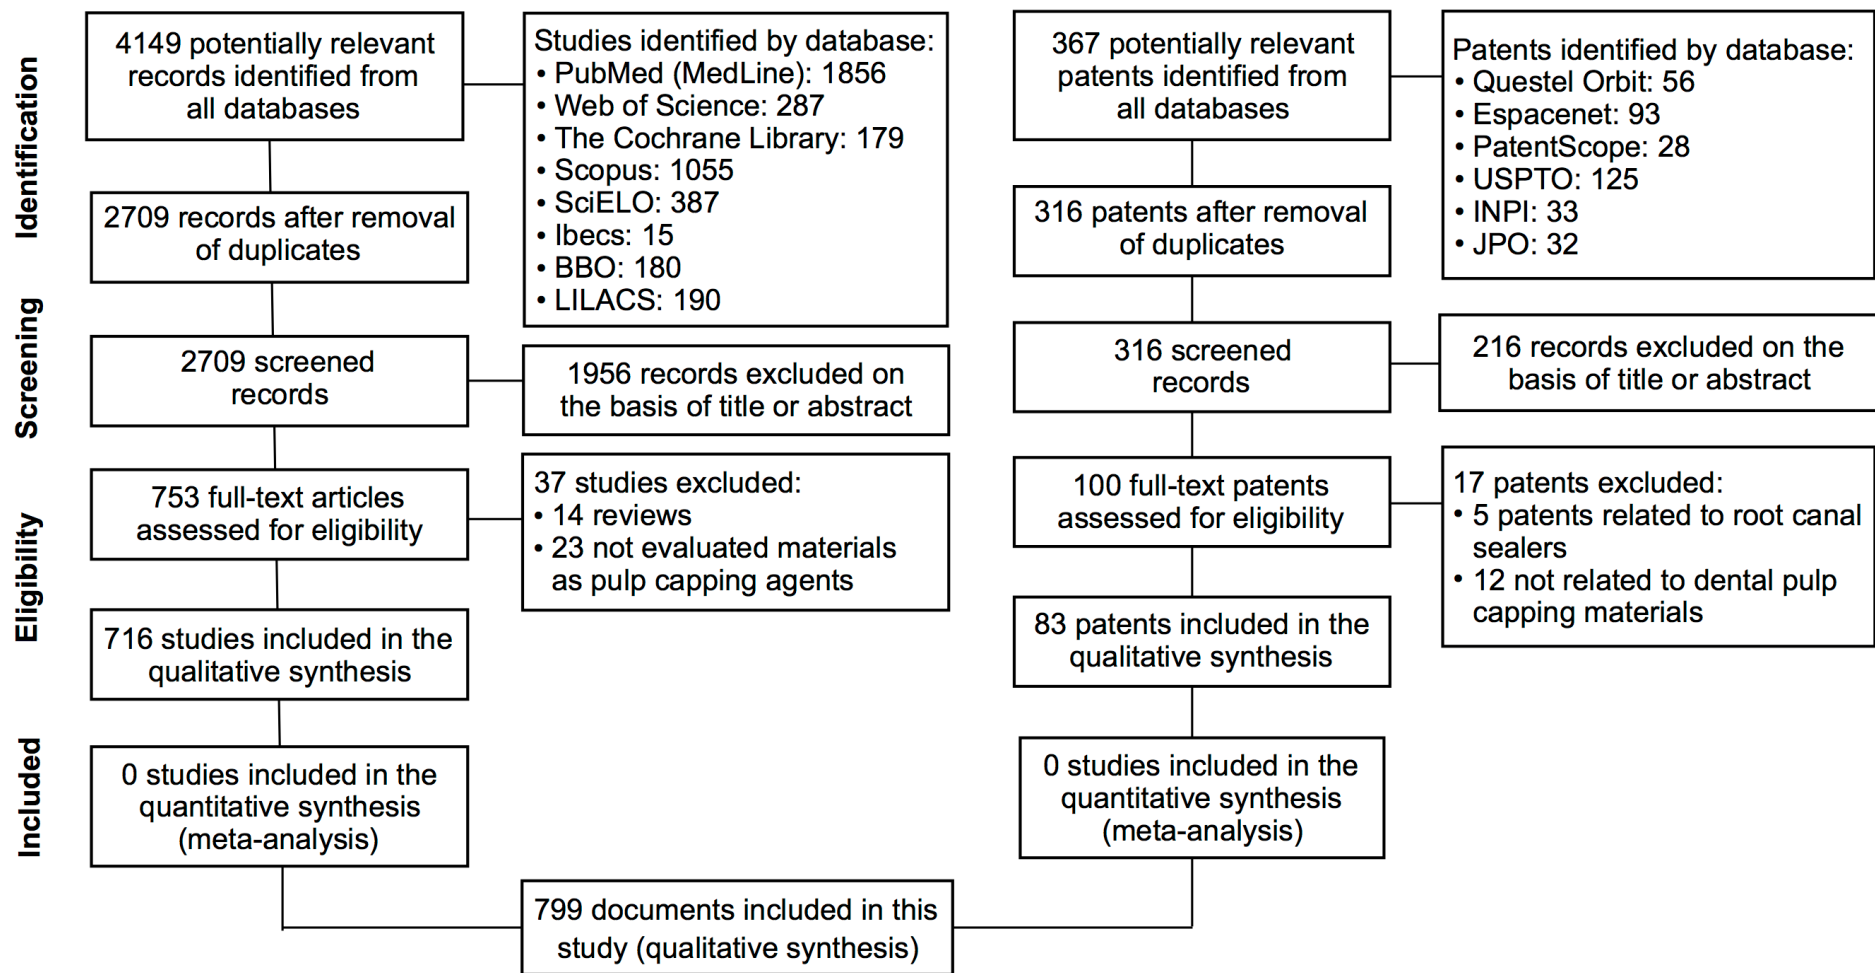 Identification
Screening
Eligibility
Included
4149 potentially relevant
records identified from
all databases
Studies identified by database:
• PubMed (MedLine): 1856
• Web of Science: 287
• The Cochrane Library: 179
• Scopus: 1055
• SciELO: 387
• Ibecs: 15
• BBO: 180
• LILACS: 190
2709 records after removal
of duplicates
2709 screened
records
1956 records excluded on
the basis of title or abstract
753 full-text articles
assessed for eligibility
37 studies excluded:
• 14 reviews
• 23 not evaluated materials
as pulp capping agents
716 studies included in the
qualitative synthesis
0 studies included in the
quantitative synthesis
(meta-analysis)
367 potentially relevant
patents identified from
all databases
Patents identified by database:
• Questel Orbit: 56
• Espacenet: 93
• PatentScope: 28
• USPTO: 125
• INPI: 33
• JPO: 32
316 patents after removal
of duplicates
316 screened
records
216 records excluded on the
basis of title or abstract
100 full-text patents
assessed for eligibility
17 patents excluded:
• 5 patents related to root canal
sealers
• 12 not related to dental pulp
capping materials
83 patents included in the
qualitative synthesis
0 studies included in the
quantitative synthesis
(meta-analysis)
799 documents included in this
study (qualitative synthesis)